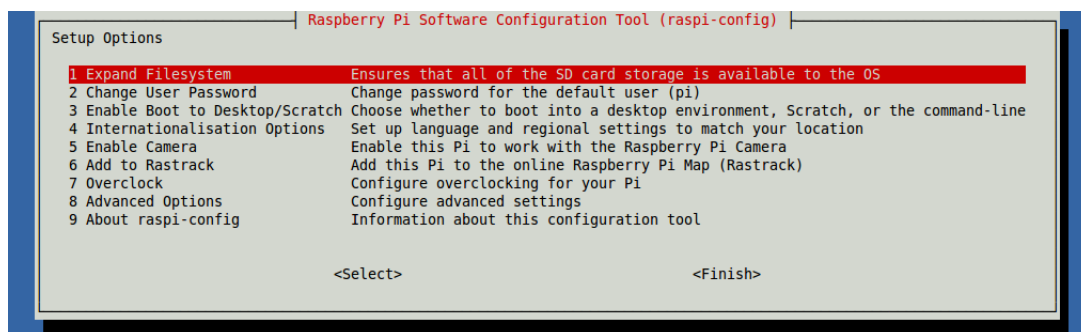 Raspberry Pi Software Configuration Tool (raspi-config)
Setup Options
1 Expand Filesystem Ensures that all of the SD card storage is available to the OS
2 Change User Password Change password for the default user (pi)
3 Enable Boot to Desktop/Scratch Choose whether to boot into a desktop environment, Scratch, or the command-line
4 Internationalisation Options Set up language and regional settings to match your location
5 Enable Camera Enable this Pi to work with the Raspberry Pi Camera
6 Add to Rastrack Add this Pi to the online Raspberry Pi Map (Rastrack)
7 Overclock Configure overclocking for your Pi
8 Advanced Options Configure advanced settings
9 About raspi-config Information about this configuration tool
<Select> <Finish>